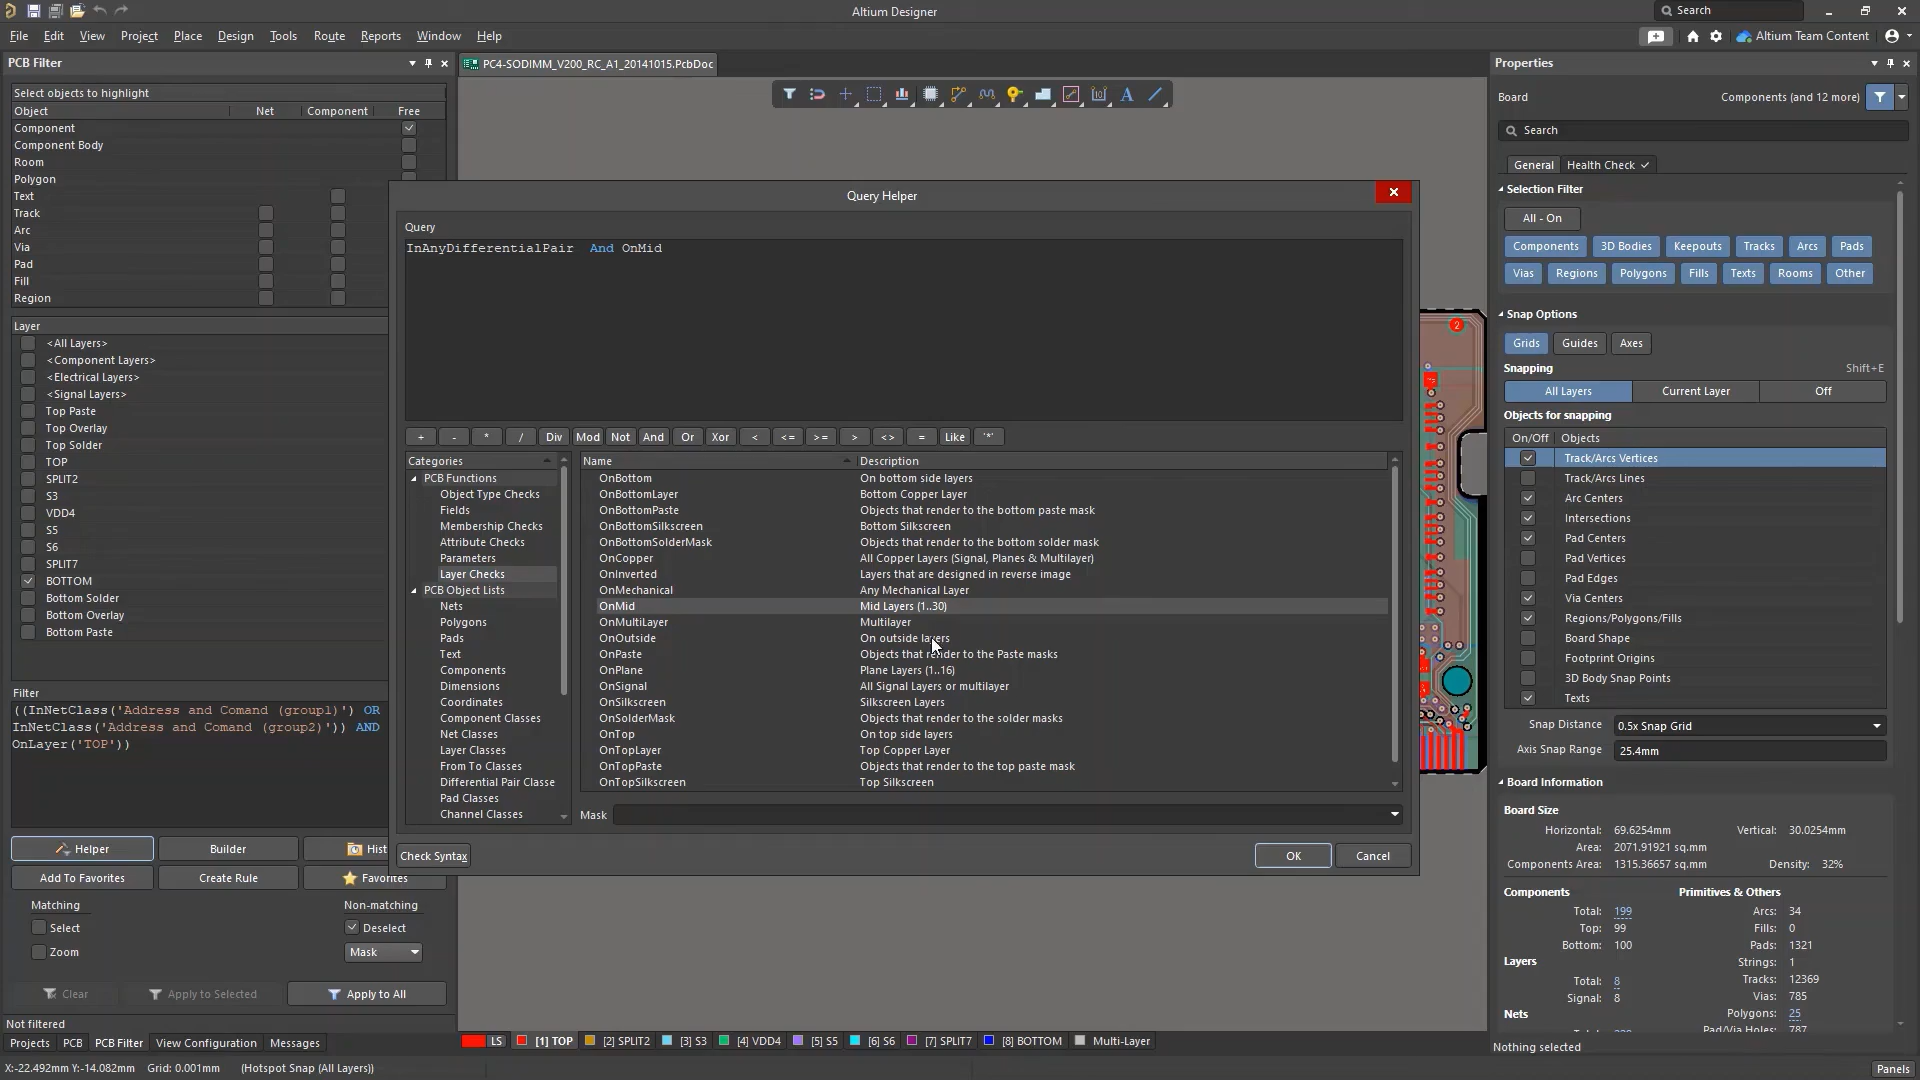 Altium Designer
Search
File Edit View Project Place Design Tools Route Reports Window Help
Altium Team Content
PCB Filter
Select objects to highlight
Object Net Component Free
Component
Component Body
Room
Polygon
Text
Track
Arc
Via
Pad
Fill
Region
Layer
<All Layers>
<Component Layers>
<Electrical Layers>
<Signal Layers>
Top Paste
Top Overlay
Top Solder
TOP
SPLIT2
S3
VDD4
S5
S6
SPLIT7
BOTTOM
Bottom Solder
Bottom Overlay
Bottom Paste
Filter
((InNetClass('Address and Comand (group1)') OR
InNetClass('Address and Comand (group2)')) AND
OnLayer('TOP'))
Helper Builder Hist
Add To Favorites Create Rule Favorites
Matching Non-matching
Select Deselect
Zoom Mask
Clear Apply to Selected Apply to All
Not filtered
Projects PCB PCB Filter View Configuration Messages
X:-22.492mm Y:-14.082mm Grid: 0.001mm (Hotspot Snap (All Layers))
PC4-SODIMM_V200_RC_A1_20141015.PcbDoc
Query Helper
Query
InAnyDifferentialPair And OnMid
+ - * / Div Mod Not And Or Xor < <= >= > <> = Like '*'
Categories
PCB Functions
Object Type Checks
Fields
Membership Checks
Attribute Checks
Parameters
Layer Checks
PCB Object Lists
Nets
Polygons
Pads
Text
Components
Dimensions
Coordinates
Component Classes
Net Classes
Layer Classes
From To Classes
Differential Pair Classe
Pad Classes
Channel Classes
Name Description
OnBottom On bottom side layers
OnBottomLayer Bottom Copper Layer
OnBottomPaste Objects that render to the bottom paste mask
OnBottomSilkscreen Bottom Silkscreen
OnBottomSolderMask Objects that render to the bottom solder mask
OnCopper All Copper Layers (Signal, Planes & Multilayer)
OnInverted Layers that are designed in reverse image
OnMechanical Any Mechanical Layer
OnMid Mid Layers (1..30)
OnMultiLayer Multilayer
OnOutside On outside layers
OnPaste Objects that render to the Paste masks
OnPlane Plane Layers (1..16)
OnSignal All Signal Layers or multilayer
OnSilkscreen Silkscreen Layers
OnSolderMask Objects that render to the solder masks
OnTop On top side layers
OnTopLayer Top Copper Layer
OnTopPaste Objects that render to the top paste mask
OnTopSilkscreen Top Silkscreen
Mask
Check Syntax OK Cancel
2
LS [1] TOP [2] SPLIT2 [3] S3 [4] VDD4 [5] S5 [6] S6 [7] SPLIT7 [8] BOTTOM Multi-Layer
Properties
Board Components (and 12 more)
Search
General Health Check
Selection Filter
All - On
Components 3D Bodies Keepouts Tracks Arcs Pads
Vias Regions Polygons Fills Texts Rooms Other
Snap Options
Grids Guides Axes
Snapping Shift+E
All Layers Current Layer Off
Objects for snapping
On/Off Objects
Track/Arcs Vertices
Track/Arcs Lines
Arc Centers
Intersections
Pad Centers
Pad Vertices
Pad Edges
Via Centers
Regions/Polygons/Fills
Board Shape
Footprint Origins
3D Body Snap Points
Texts
Snap Distance 0.5x Snap Grid
Axis Snap Range 25.4mm
Board Information
Board Size
Horizontal: 69.6254mm Vertical: 30.0254mm
Area: 2071.91921 sq.mm
Components Area: 1315.36657 sq.mm Density: 32%
Components Primitives & Others
Total: 199 Arcs: 34
Top: 99 Fills: 0
Bottom: 100 Pads: 1321
Layers Strings: 1
Total: 8 Tracks: 12369
Signal: 8 Vias: 785
Nets Polygons: 25
Pad/Via Holes: 787
Nothing selected
Panels